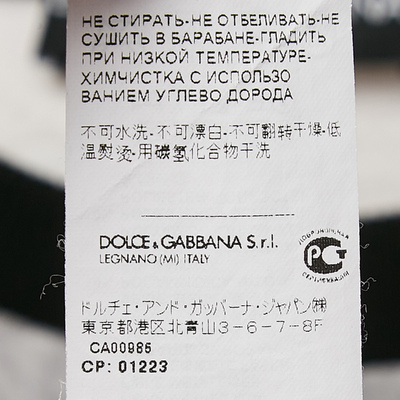 НЕ СТИРАТЬ-НЕ ОТБЕЛИВАТЬ-НЕ
СУШИТЬ В БАРАБАНЕ-ГЛАДИТЬ
ПРИ НИЗКОЙ ТЕМПЕРАТУРЕ-
ХИМЧИСТКА С ИСПОЛЬЗО
ВАНИЕМ УГЛЕВО ДОРОДА
不可水洗-不可漂白-不可翻转干燥-低
温熨烫-用碳氢化合物干洗
DOLCE & GABBANA S.r.l.
LEGNANO (MI) ITALY
ДОБРОВОЛЬНАЯ
РСТ
СЕРТИФИКАЦИЯ
ドルチェ・アンド・ガッバーナ・ジャパン㈱
東京都港区北青山3-6-7-8F
CA00985
CP: 01223